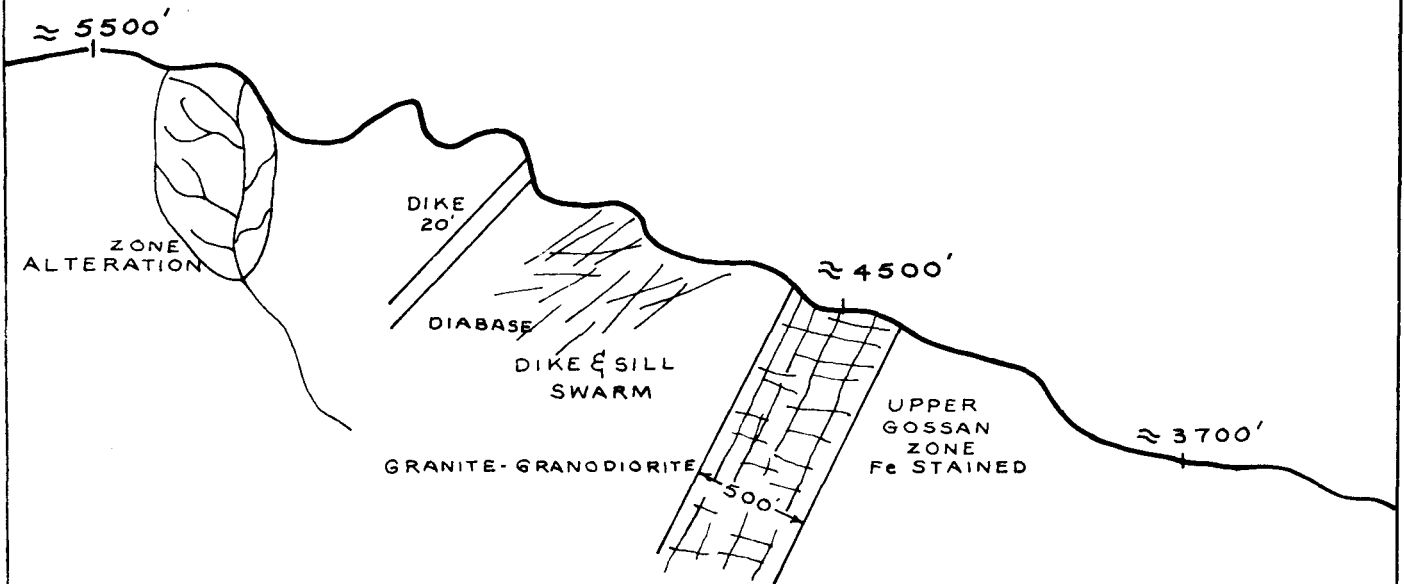 ≈ 5500'
DIKE
20'
ZONE
ALTERATION
≈ 4500'
DIABASE
DIKE & SILL
SWARM
UPPER
GOSSAN
ZONE
Fe STAINED
≈ 3700'
GRANITE-GRANODIORITE
500'